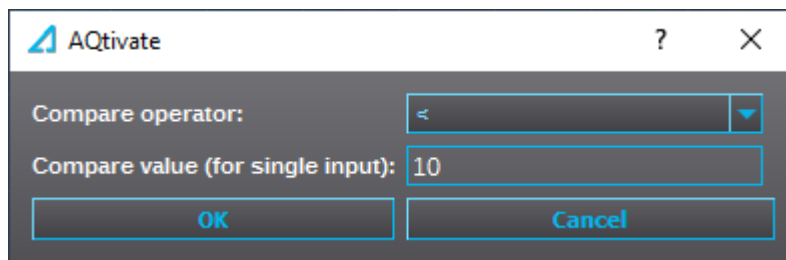 AQtivate ?
Compare operator: <
Compare value (for single input): 10
OK Cancel